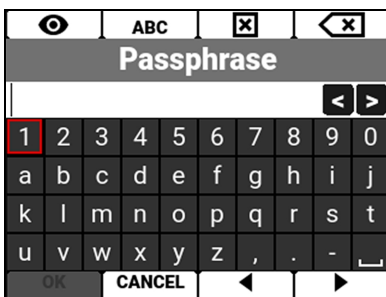 ABC
Passphrase
< >
1 2 3 4 5 6 7 8 9 0
a b c d e f g h i j
k l m n o p q r s t
u v w x y z , . -
OK CANCEL